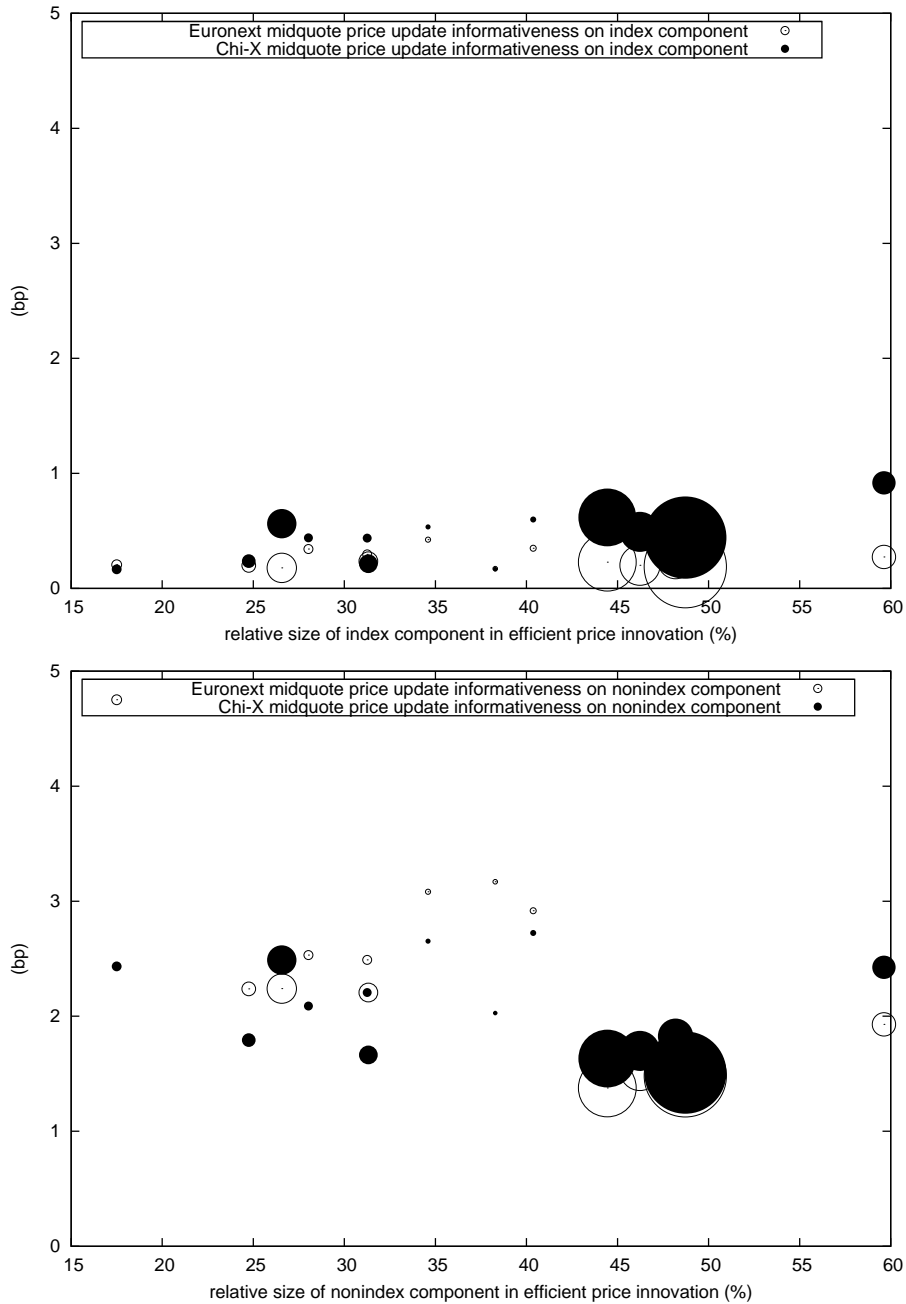 5
Euronext midquote price update informativeness on index component
Chi-X midquote price update informativeness on index component
4
3
(bp)
2
1
0
15 20 25 30 35 40 45 50 55 60
relative size of index component in efficient price innovation (%)
5
Euronext midquote price update informativeness on nonindex component
Chi-X midquote price update informativeness on nonindex component
4
3
(bp)
2
1
0
15 20 25 30 35 40 45 50 55 60
relative size of nonindex component in efficient price innovation (%)